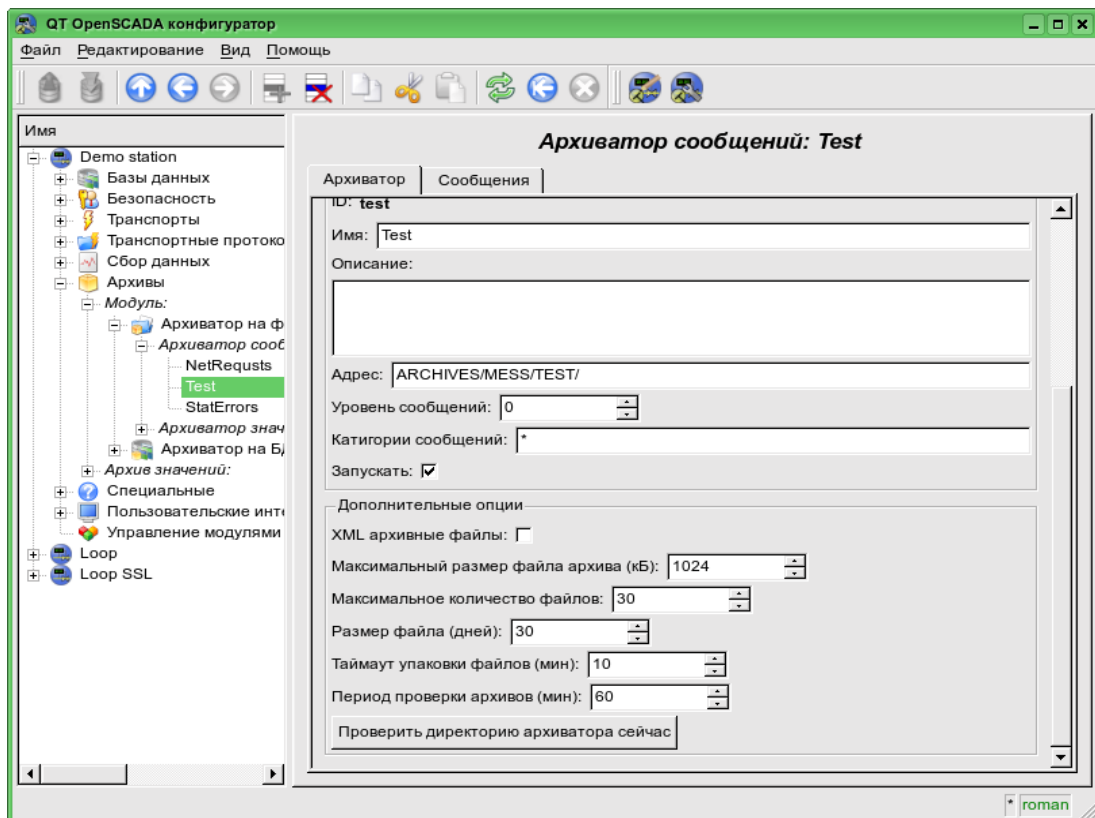 QT OpenSCADA конфигуратор
Файл Редактирование Вид Помощь
Имя
Demo station
Базы данных
Безопасность
Транспорты
Транспортные протоко
Сбор данных
Архивы
Модуль:
Архиватор на ф
Архиватор сооб
NetRequsts
Test
StatErrors
Архиватор знач
Архиватор на БД
Архив значений:
Специальные
Пользовательские инте
Управление модулями
Loop
Loop SSL
Архиватор сообщений: Test
Архиватор Сообщения
ID: test
Имя: Test
Описание:
Адрес: ARCHIVES/MESS/TEST/
Уровень сообщений: 0
Катигории сообщений: *
Запускать:
Дополнительные опции
XML архивные файлы:
Максимальный размер файла архива (кБ): 1024
Максимальное количество файлов: 30
Размер файла (дней): 30
Таймаут упаковки файлов (мин): 10
Период проверки архивов (мин): 60
Проверить директорию архиватора сейчас
* roman